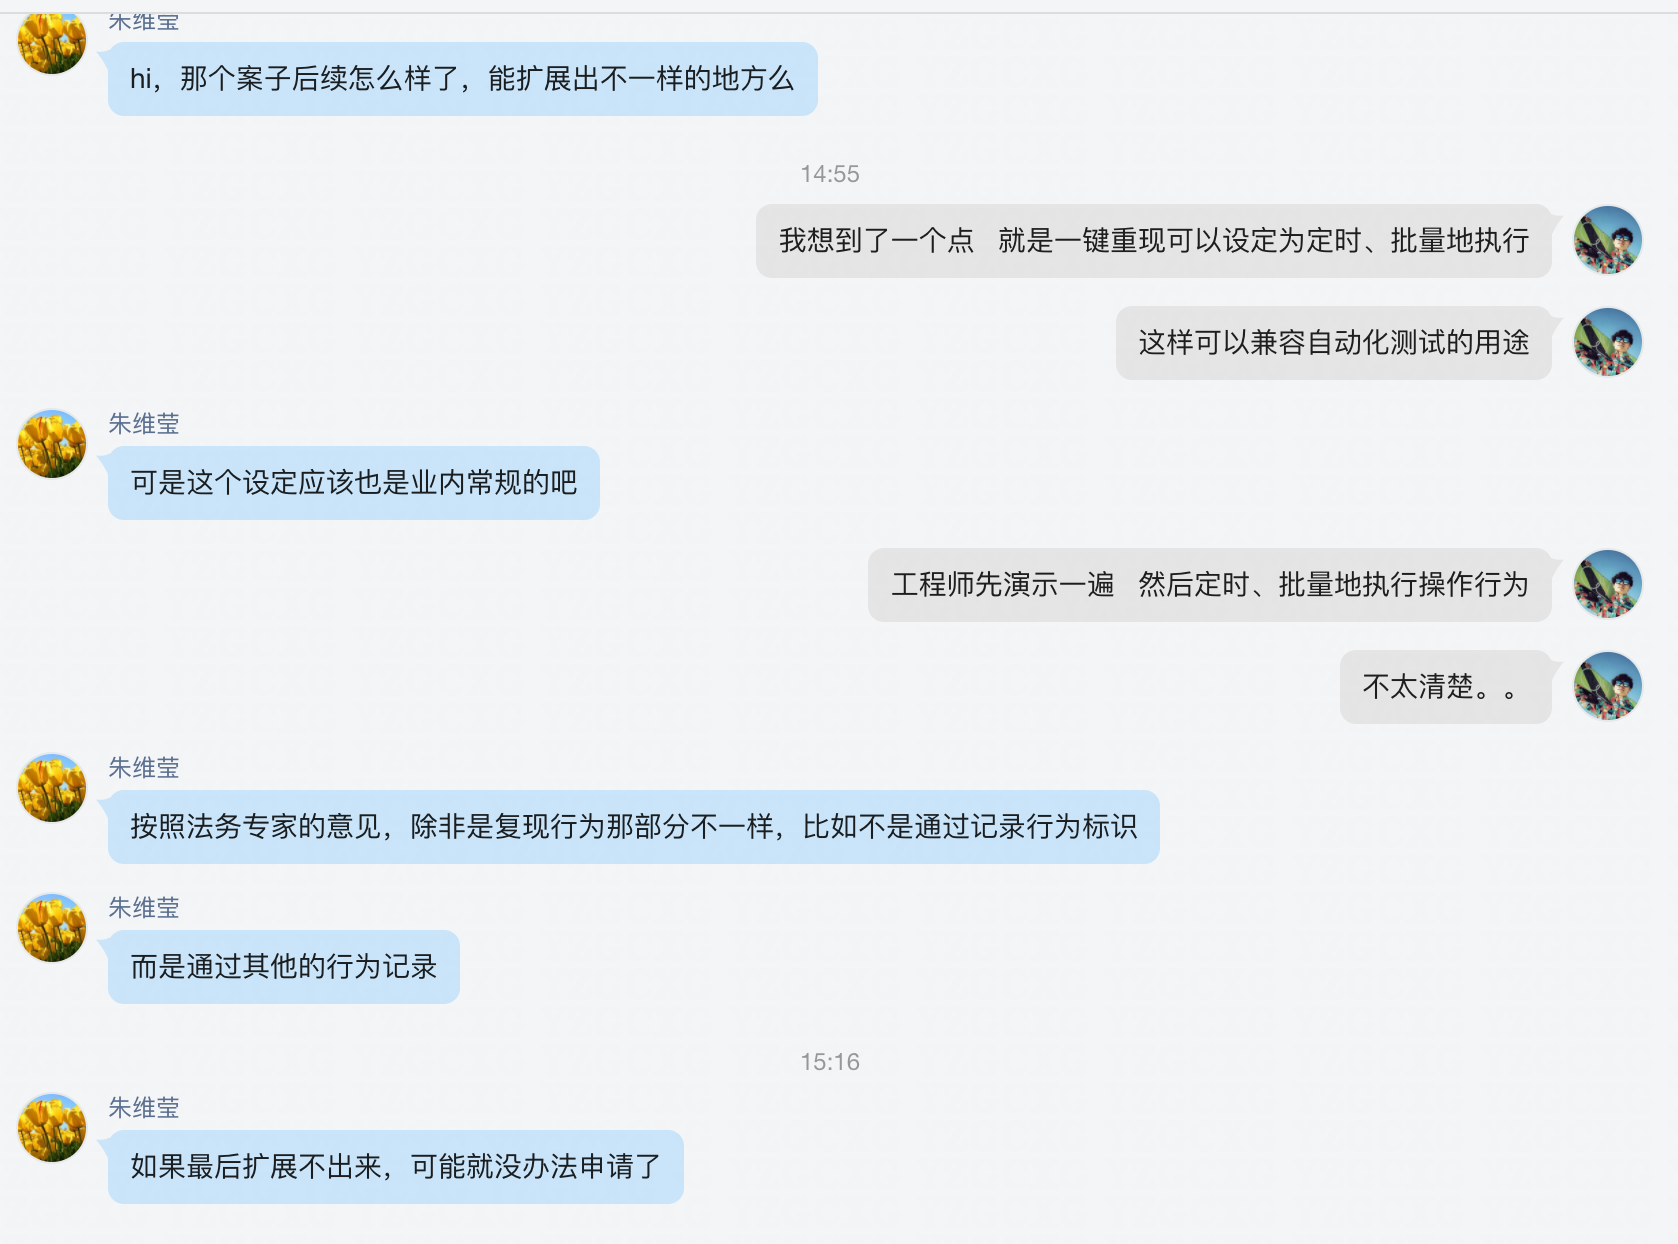 朱维莹
hi，那个案子后续怎么样了，能扩展出不一样的地方么
14:55
我想到了一个点 就是一键重现可以设定为定时、批量地执行
这样可以兼容自动化测试的用途
朱维莹
可是这个设定应该也是业内常规的吧
工程师先演示一遍 然后定时、批量地执行操作行为
不太清楚。。
朱维莹
按照法务专家的意见，除非是复现行为那部分不一样，比如不是通过记录行为标识
朱维莹
而是通过其他的行为记录
15:16
朱维莹
如果最后扩展不出来，可能就没办法申请了